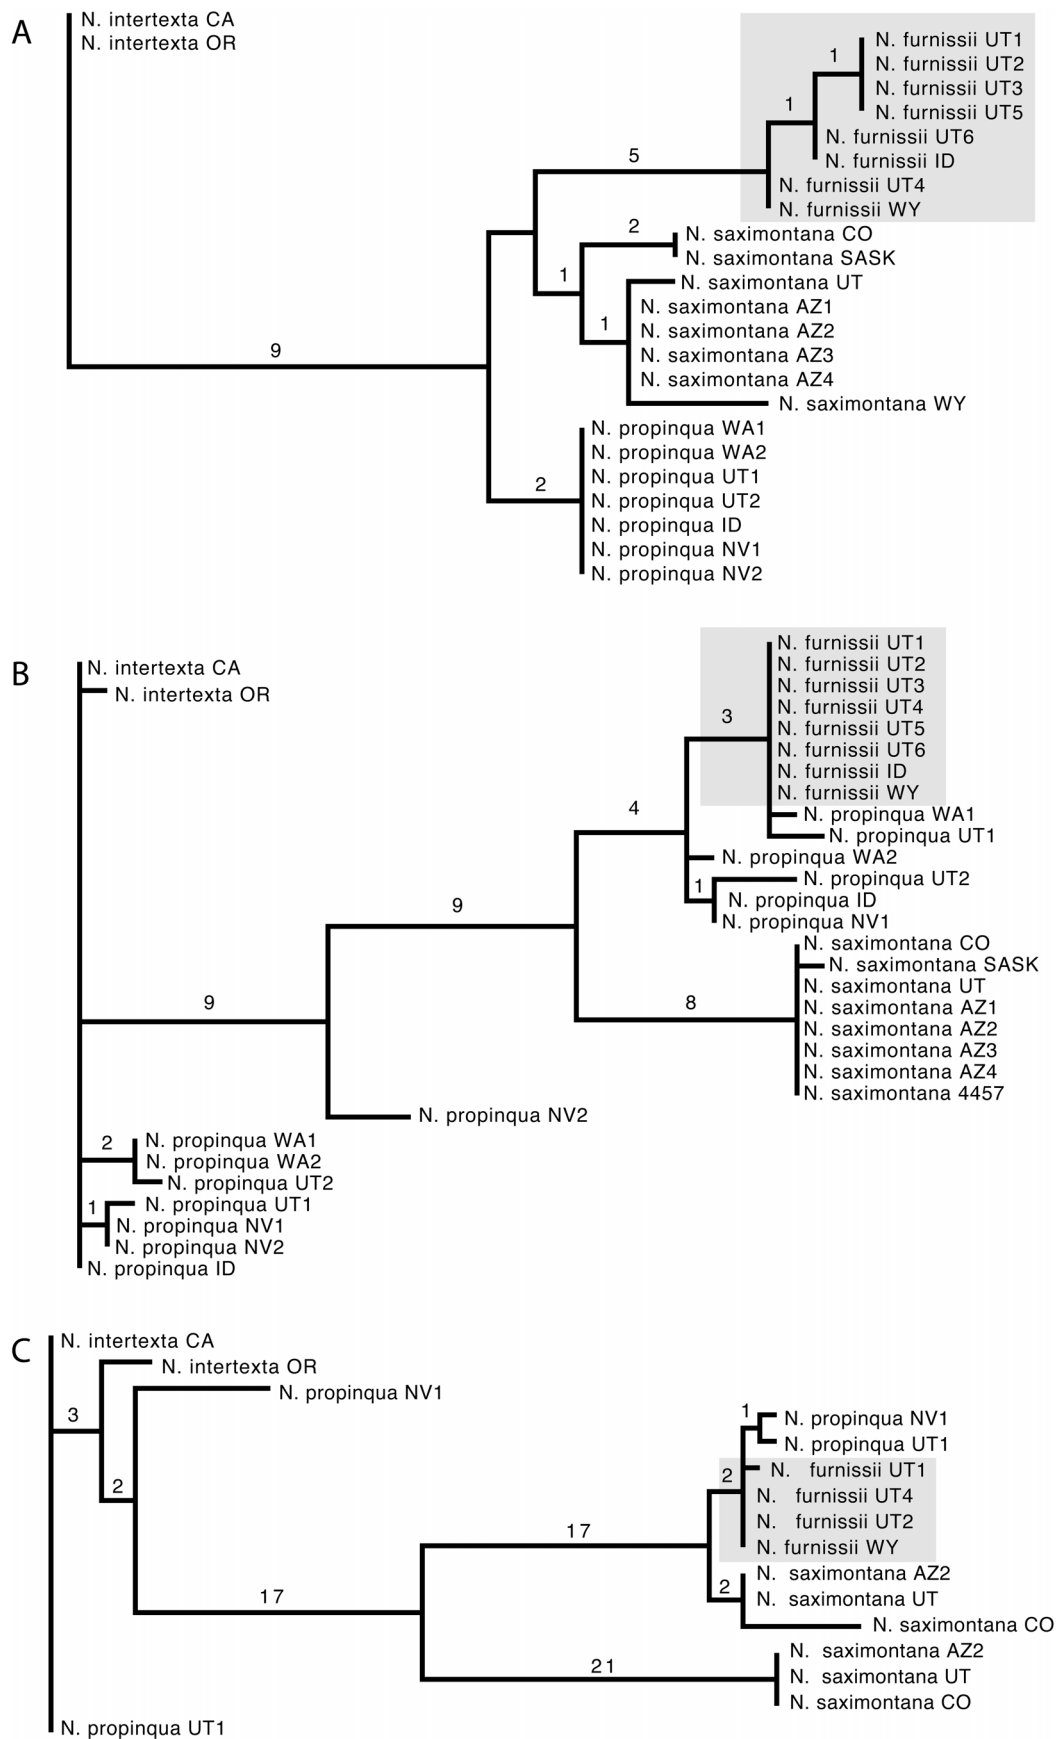 A
N. intertexta CA
N. intertexta OR
N. furnissii UT1
1
N. furnissii UT2
N. furnissii UT3
1
N. furnissii UT5
N. furnissii UT6
5
N. furnissii ID
N. furnissii UT4
N. furnissii WY
2
N. saximontana CO
N. saximontana SASK
1
N. saximontana UT
N. saximontana AZ1
1
N. saximontana AZ2
9
N. saximontana AZ3
N. saximontana AZ4
N. saximontana WY
N. propinqua WA1
N. propinqua WA2
2
N. propinqua UT1
N. propinqua UT2
N. propinqua ID
N. propinqua NV1
N. propinqua NV2
B
N. intertexta CA
N. intertexta OR
N. furnissii UT1
N. furnissii UT2
N. furnissii UT3
3
N. furnissii UT4
N. furnissii UT5
N. furnissii UT6
N. furnissii ID
N. furnissii WY
4
N. propinqua WA1
N. propinqua UT1
N. propinqua WA2
1
N. propinqua UT2
N. propinqua ID
9
N. propinqua NV1
N. saximontana CO
N. saximontana SASK
N. saximontana UT
9
8
N. saximontana AZ1
N. saximontana AZ2
N. saximontana AZ3
N. saximontana AZ4
N. saximontana 4457
N. propinqua NV2
2
N. propinqua WA1
N. propinqua WA2
N. propinqua UT2
1
N. propinqua UT1
N. propinqua NV1
N. propinqua NV2
N. propinqua ID
C
N. intertexta CA
N. intertexta OR
N. propinqua NV1
3
1
N. propinqua NV1
N. propinqua UT1
2
2
N. furnissii UT1
N. furnissii UT4
N. furnissii UT2
17
N. furnissii WY
N. saximontana AZ2
17
2
N. saximontana UT
N. saximontana CO
N. saximontana AZ2
21
N. saximontana UT
N. saximontana CO
N. propinqua UT1